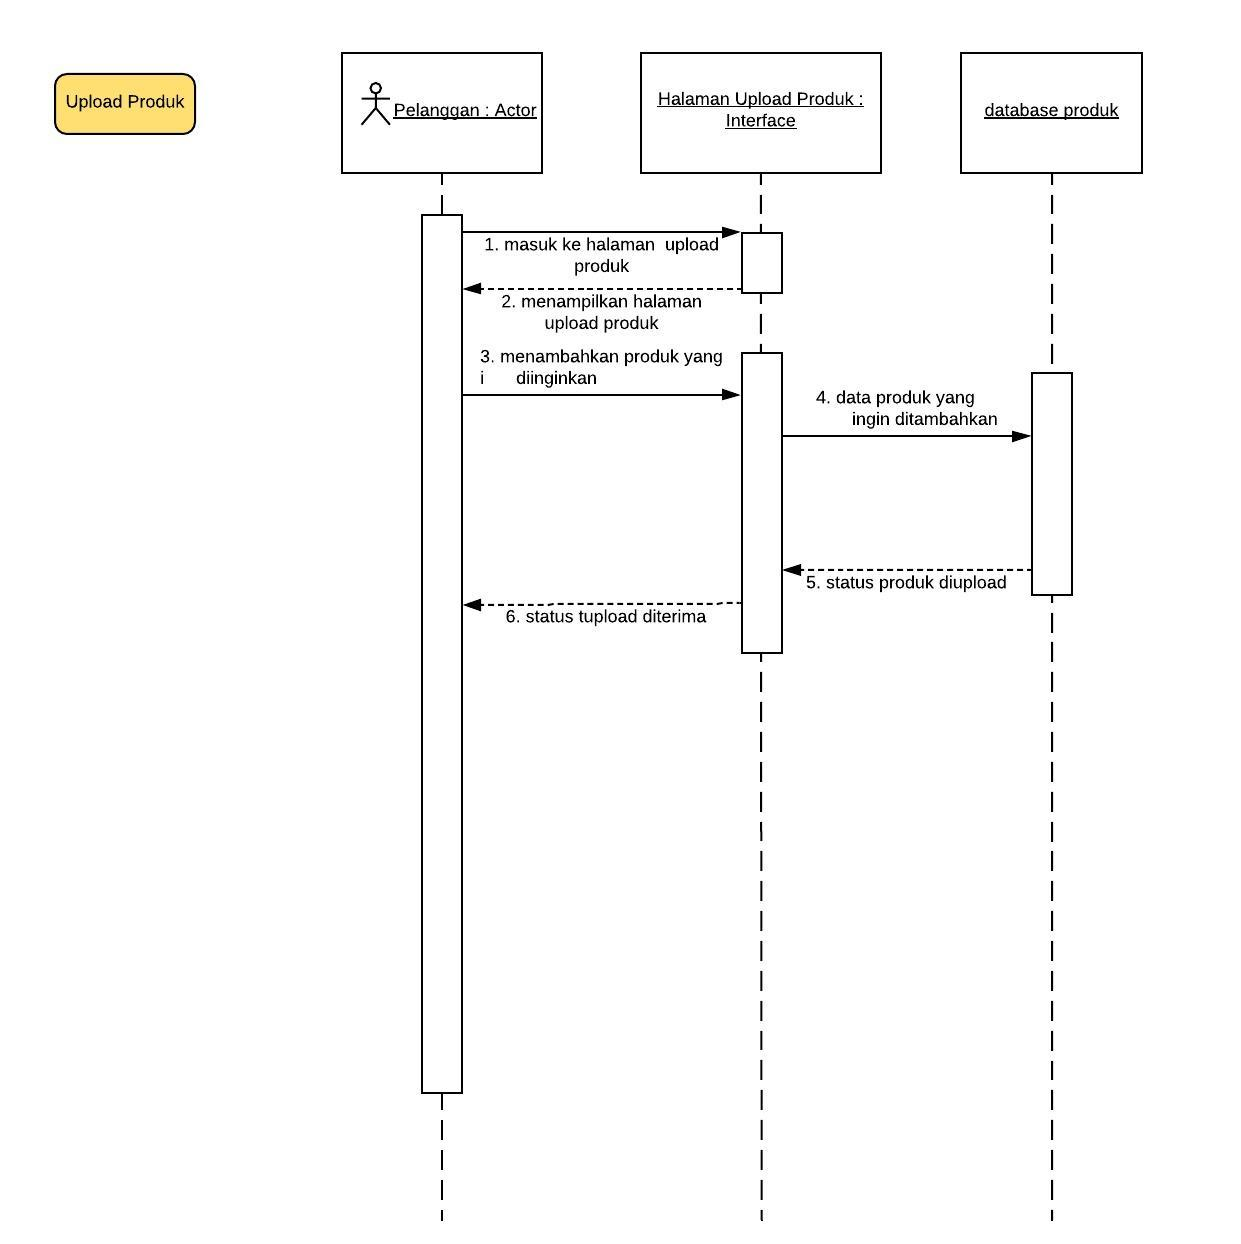 Upload Produk
Pelanggan : Actor
Halaman Upload Produk :
Interface
database produk
1. masuk ke halaman  upload
produk
2. menampilkan halaman
upload produk
3. menambahkan produk yang
i diinginkan
4. data produk yang
ingin ditambahkan
5. status produk diupload
6. status tupload diterima